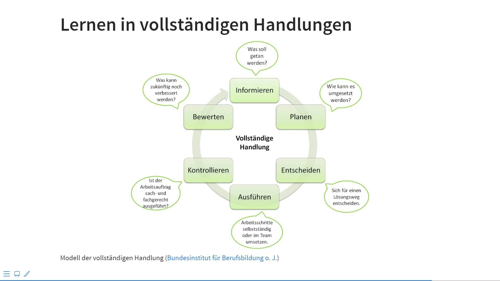 Lernen in vollständigen Handlungen
Was soll
getan
werden?
Informieren
Wie kann es
umgesetzt
werden?
Planen
Entscheiden
Sich für einen
Lösungsweg
entscheiden.
Ausführen
Arbeitsschritte
selbstständig
oder im Team
umsetzen.
Kontrollieren
Ist der
Arbeitsauftrag
sach- und
fachgerecht
ausgeführt?
Bewerten
Was kann
zukünftig noch
verbessert
werden?
Vollständige
Handlung
Modell der vollständigen Handlung (Bundesinstitut für Berufsbildung o. J.)